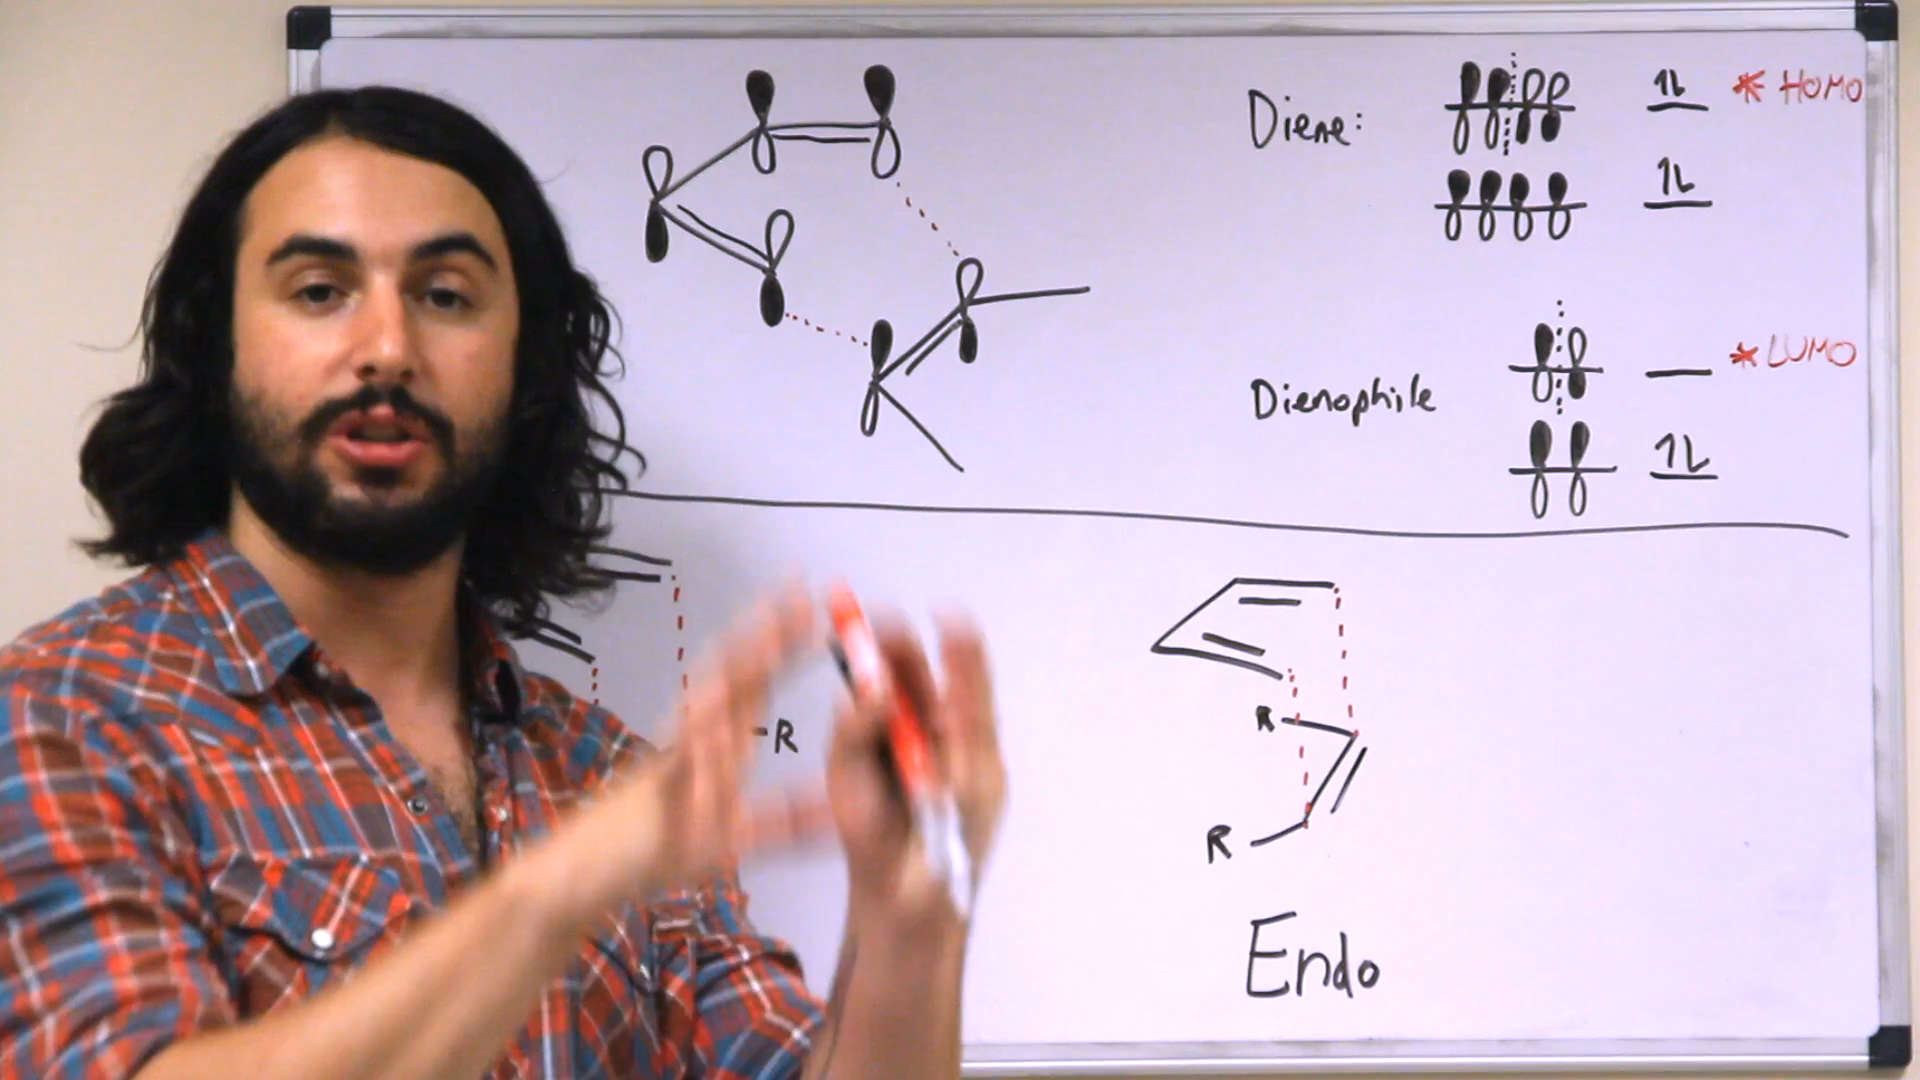 Diene:
* HOMO
Dienophile
* LUMO
R
R
R
Endo